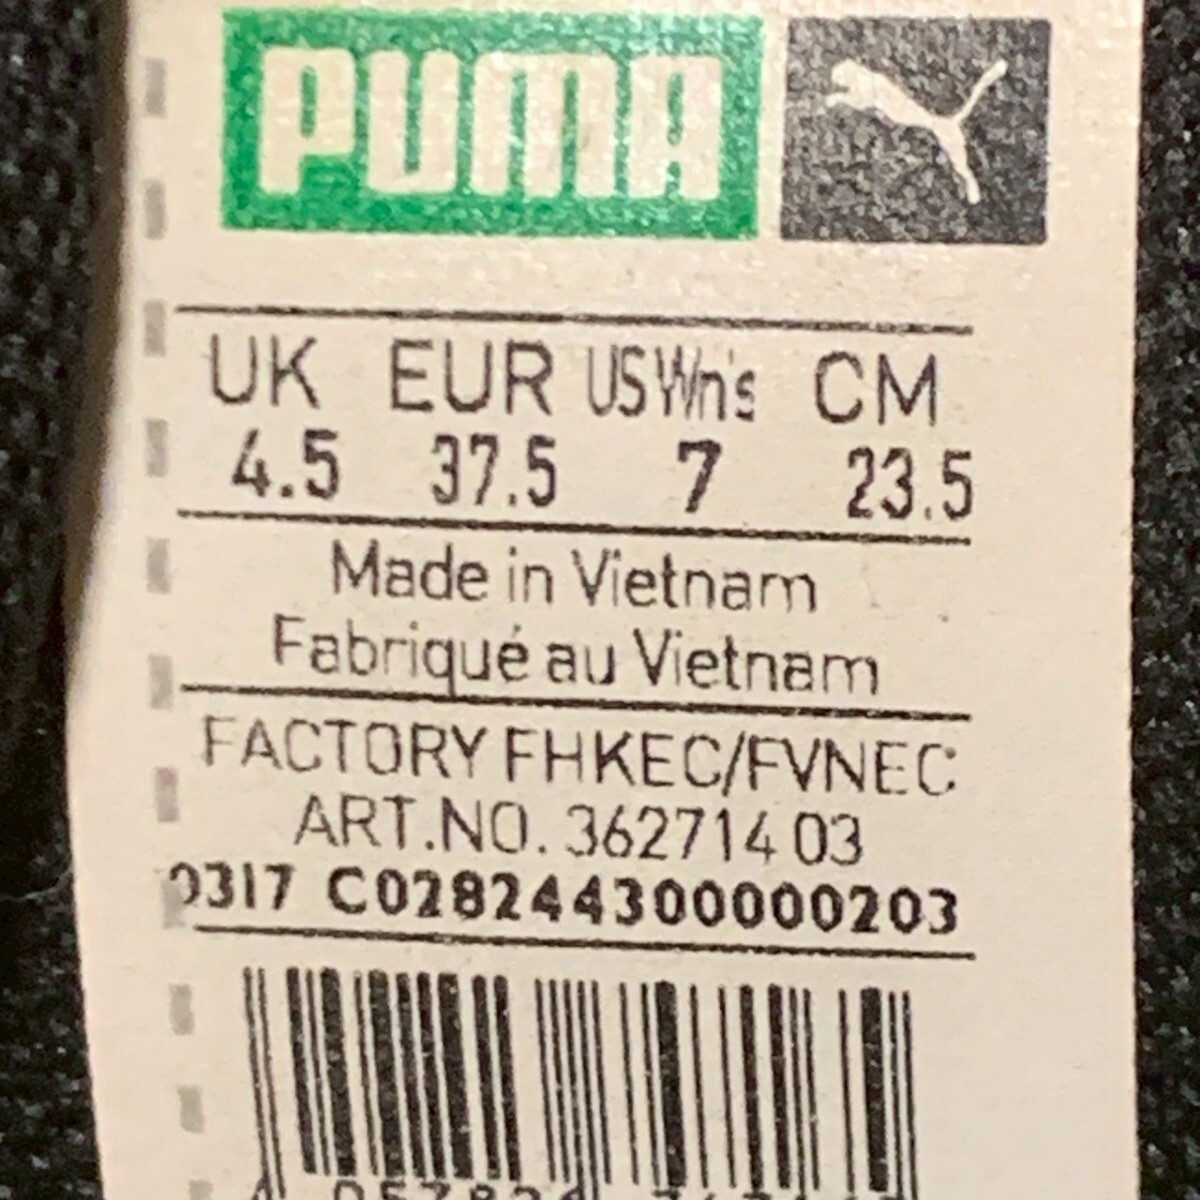 PUMA
UK EUR US Wn's CM
4.5 37.5 7 23.5
Made in Vietnam
Fabriqué au Vietnam
FACTORY FHKEC/FVNEC
ART.NO. 362714 03
0317 C028244300000203